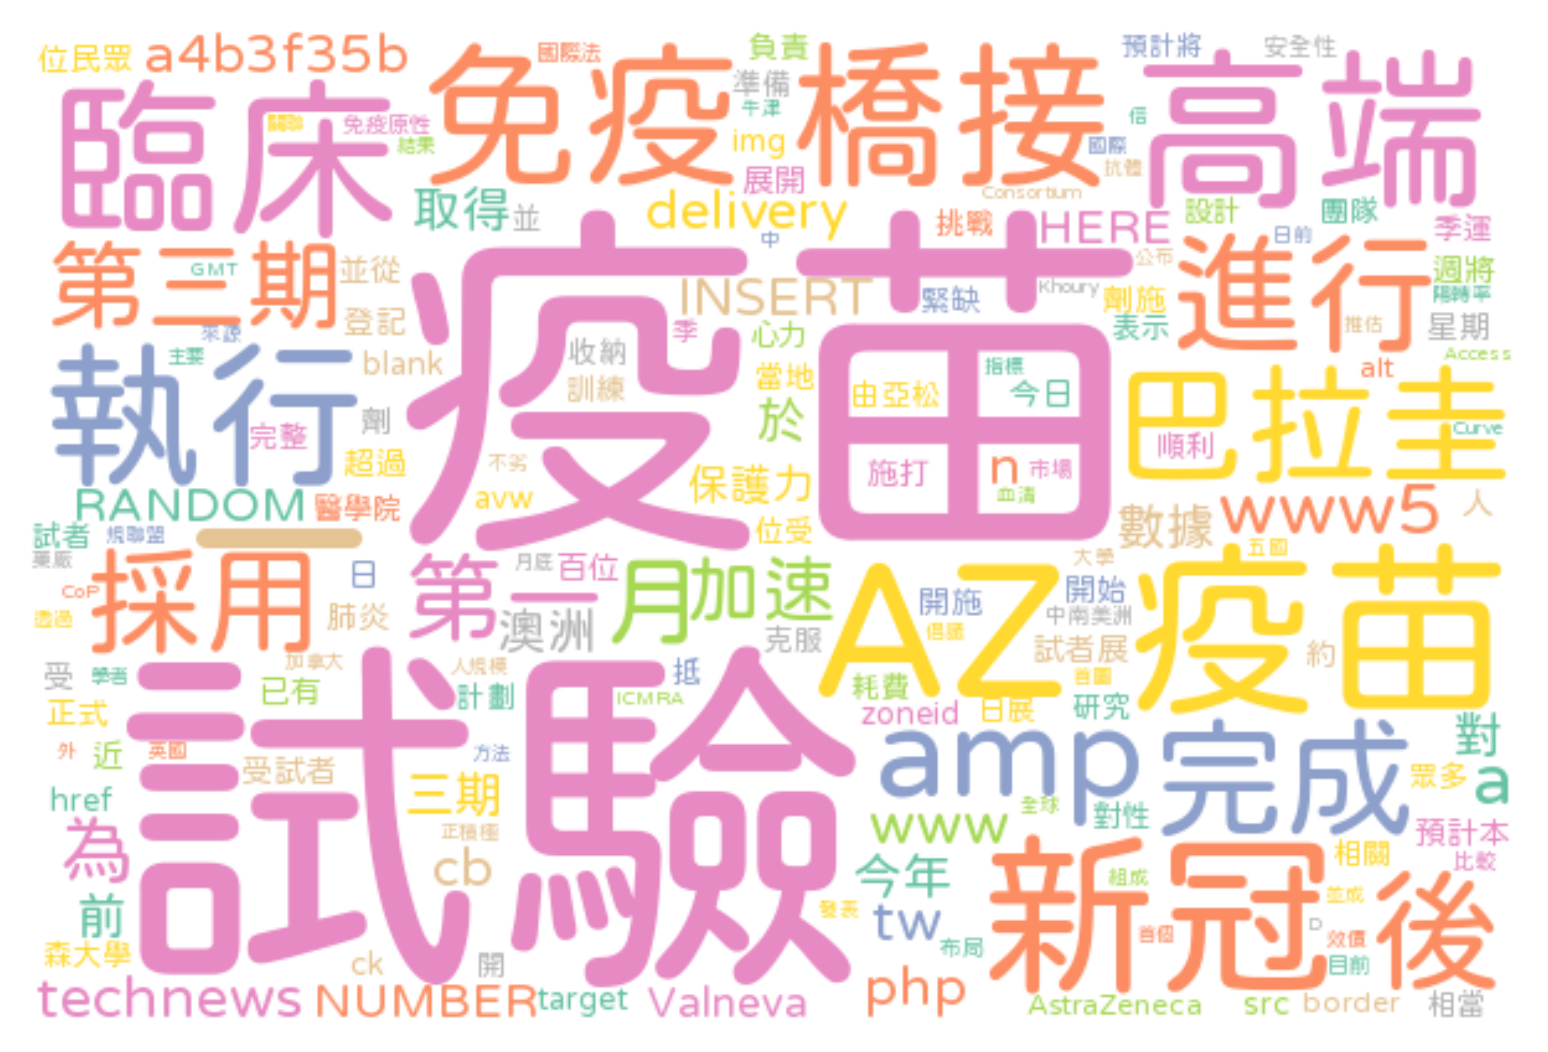 位民眾
a4b3f35b
免疫
國際法
負責
準備
牛津
img
展開
橋接
預計將
安全性
高端
臨床
免疫原性
結果
倍
國際
抗體
Consortium
取得
並
delivery
挑戰
HERE
設計
團隊
季運
第三期
GMT
並從
疫苗
中
INSERT
緊缺
Khoury
公布
日前
劑施
表示
進行
週將
星期
推估
登記
來源
主要
blank
收納
訓練
季
心力
當地
於
由亞松
指標
今日
alt
Access
執行
完整
劑
超過
不劣
avw
保護力
位受
施打
n
市場
血清
巴拉圭
順利
Curve
RANDOM
醫學院
數據
www5
人
試者
規聯盟
藥廠
CoP
透過
採用
日
肺炎
第一
月底
百位
澳洲
月
加速
克服
AZ
開施
倡議
大學
開始
中南美洲
試者展
首圖
五國
疫苗
約
受
學者
加拿大
人規模
計劃
已有
正式
ICMRA
抵
耗費
zoneid
日展
研究
試驗
外
近
英國
受試者
方法
三期
amp
完成
對
眾多
a
href
為
正積極
cb
www
全球
對性
預計本
比較
前
今年
組成
相關
並成
新冠
後
發表
tw
布局
首個
D
效價
目前
森大學
ck
開
php
technews
NUMBER
target
Valneva
AstraZeneca
src
border
相當